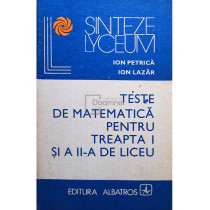 SINTEZE
LYCEUM
ION PETRICĂ
ION LAZĂR
TESTE
DE MATEMATICĂ
PENTRU
TREAPTA I
ȘI A II-A DE LICEU
EDITURA ALBATROS